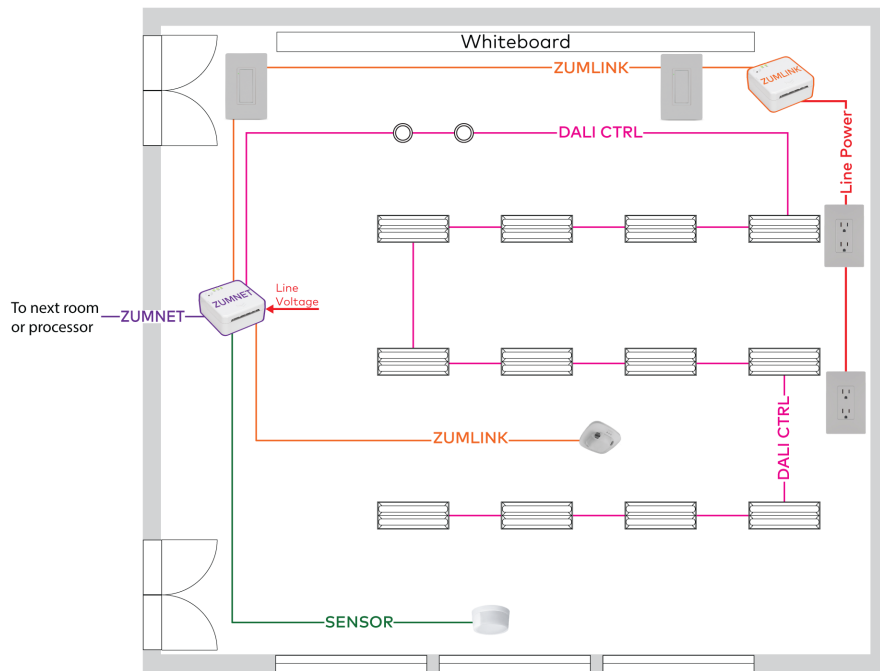 Whiteboard
ZUMLINK
ZUMLINK
DALI CTRL
Line Power
ZUMNET
Line
Voltage
To next room
or processor
ZUMNET
ZUMLINK
DALI CTRL
SENSOR